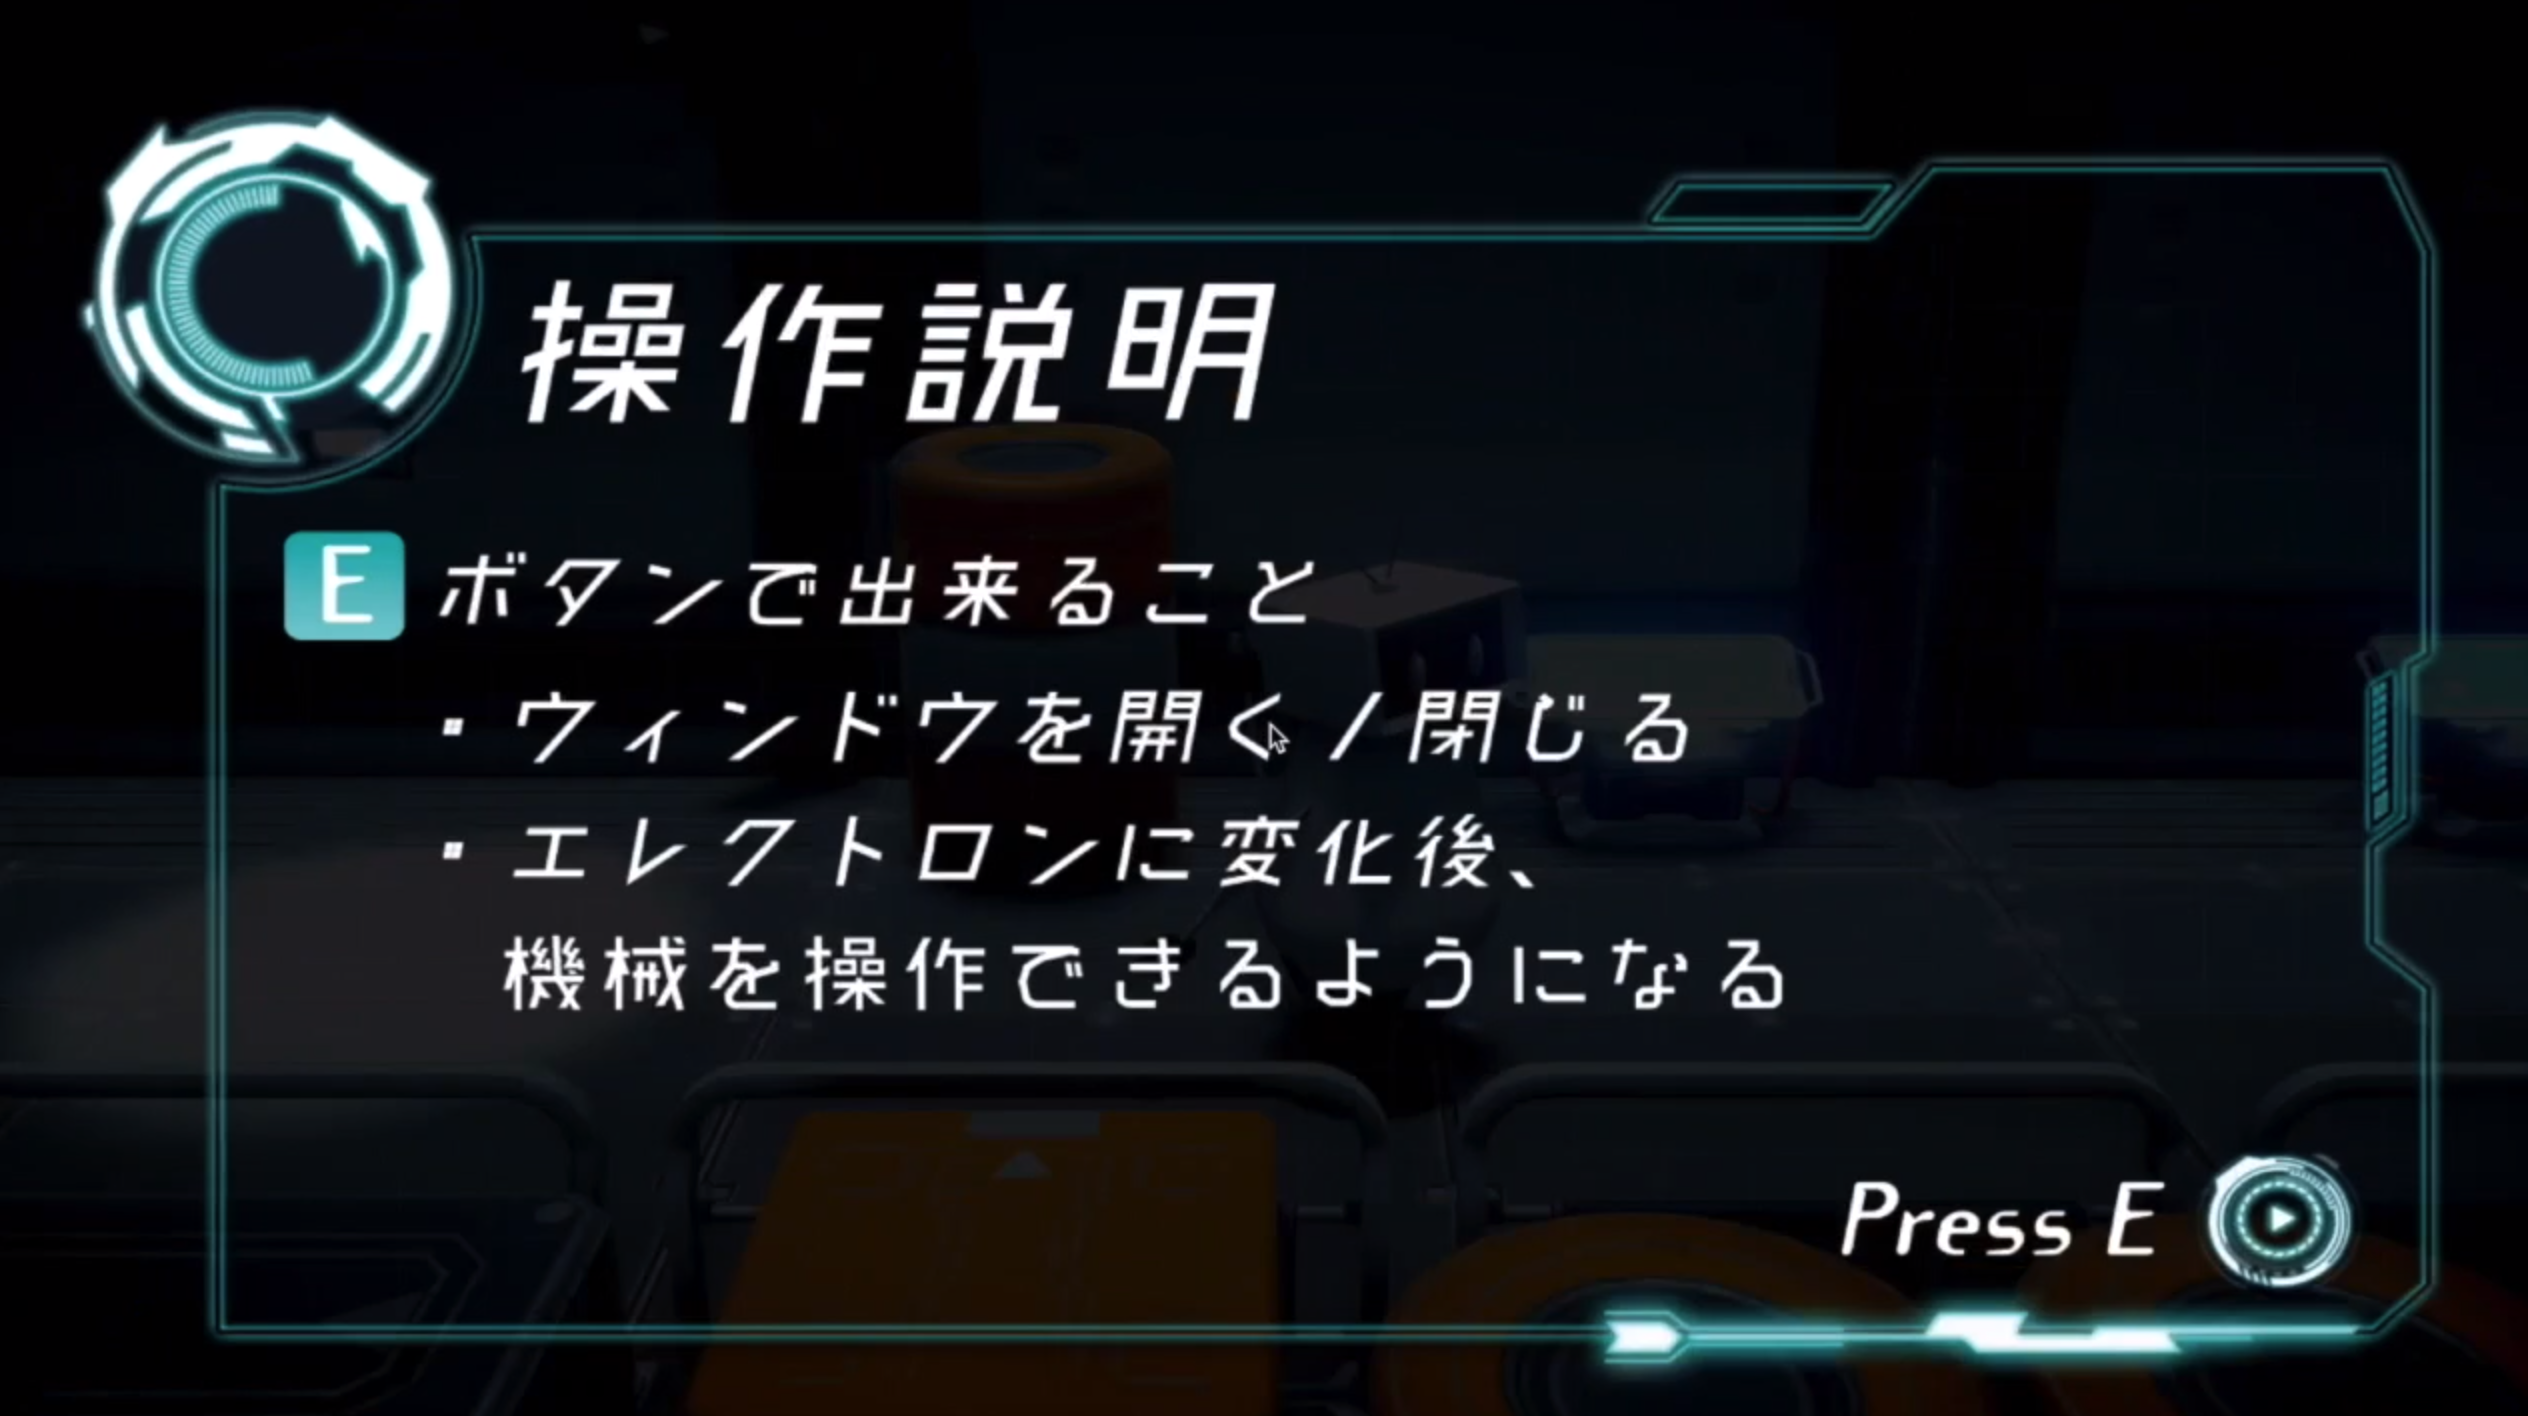 操作説明
E ボタンで出来ること
・ウィンドウを開く/閉じる
・エレクトロンに変化後、
機械を操作できるようになる
Press E